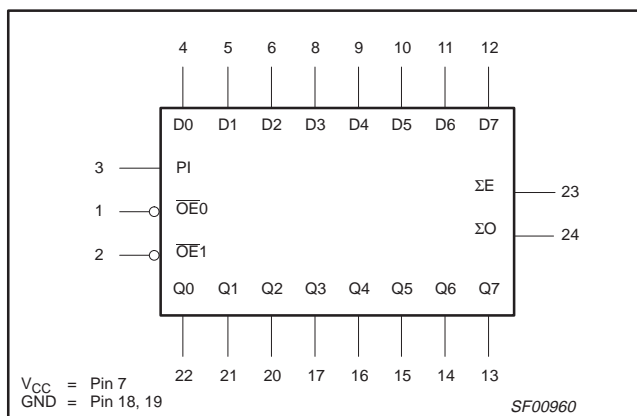 4 5 6 8 9 10 11 12
D0 D1 D2 D3 D4 D5 D6 D7
3 PI
ΣE 23
1 O̅E̅0
ΣO 24
2 O̅E̅1
Q0 Q1 Q2 Q3 Q4 Q5 Q6 Q7
22 21 20 17 16 15 14 13
VCC = Pin 7
GND = Pin 18, 19
SF00960